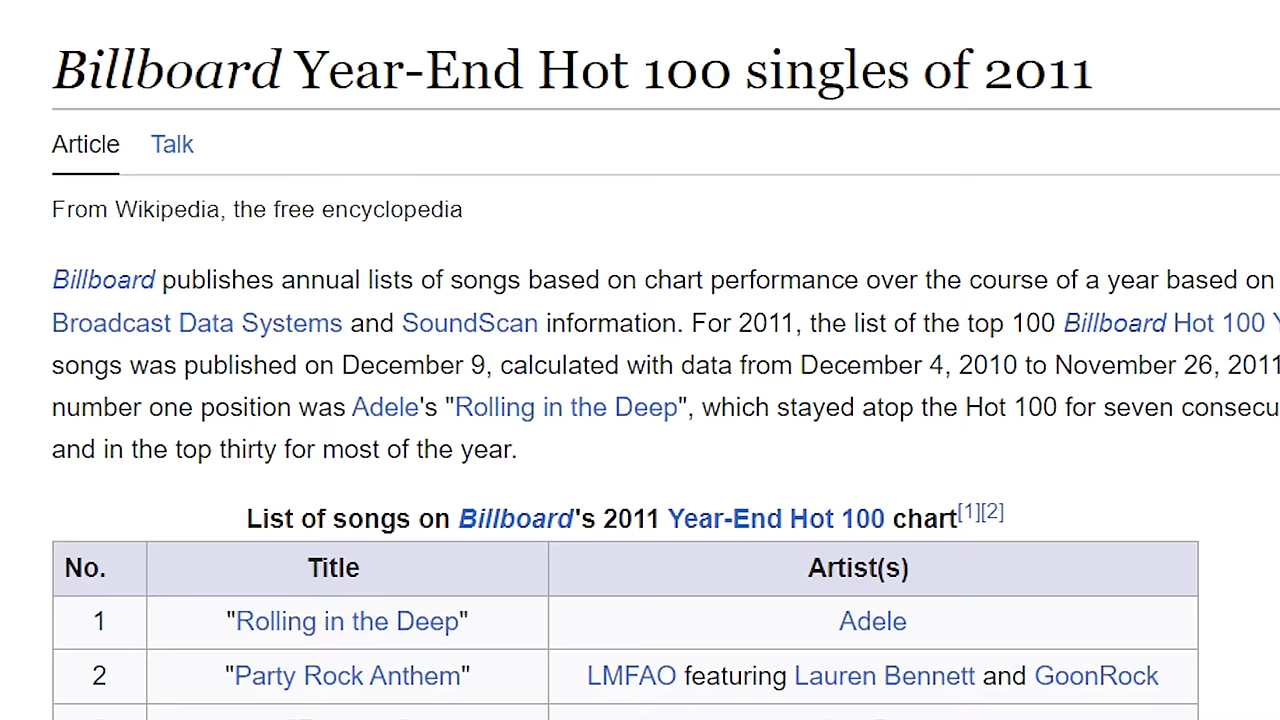 Billboard Year-End Hot 100 singles of 2011
Article Talk
From Wikipedia, the free encyclopedia
Billboard publishes annual lists of songs based on chart performance over the course of a year based on
Broadcast Data Systems and SoundScan information. For 2011, the list of the top 100 Billboard Hot 100
songs was published on December 9, calculated with data from December 4, 2010 to November 26, 2011
number one position was Adele's "Rolling in the Deep", which stayed atop the Hot 100 for seven
and in the top thirty for most of the year.
List of songs on Billboard's 2011 Year-End Hot 100 chart[1][2]
No. Title Artist(s)
1 "Rolling in the Deep" Adele
2 "Party Rock Anthem" LMFAO featuring Lauren Bennett and GoonRock